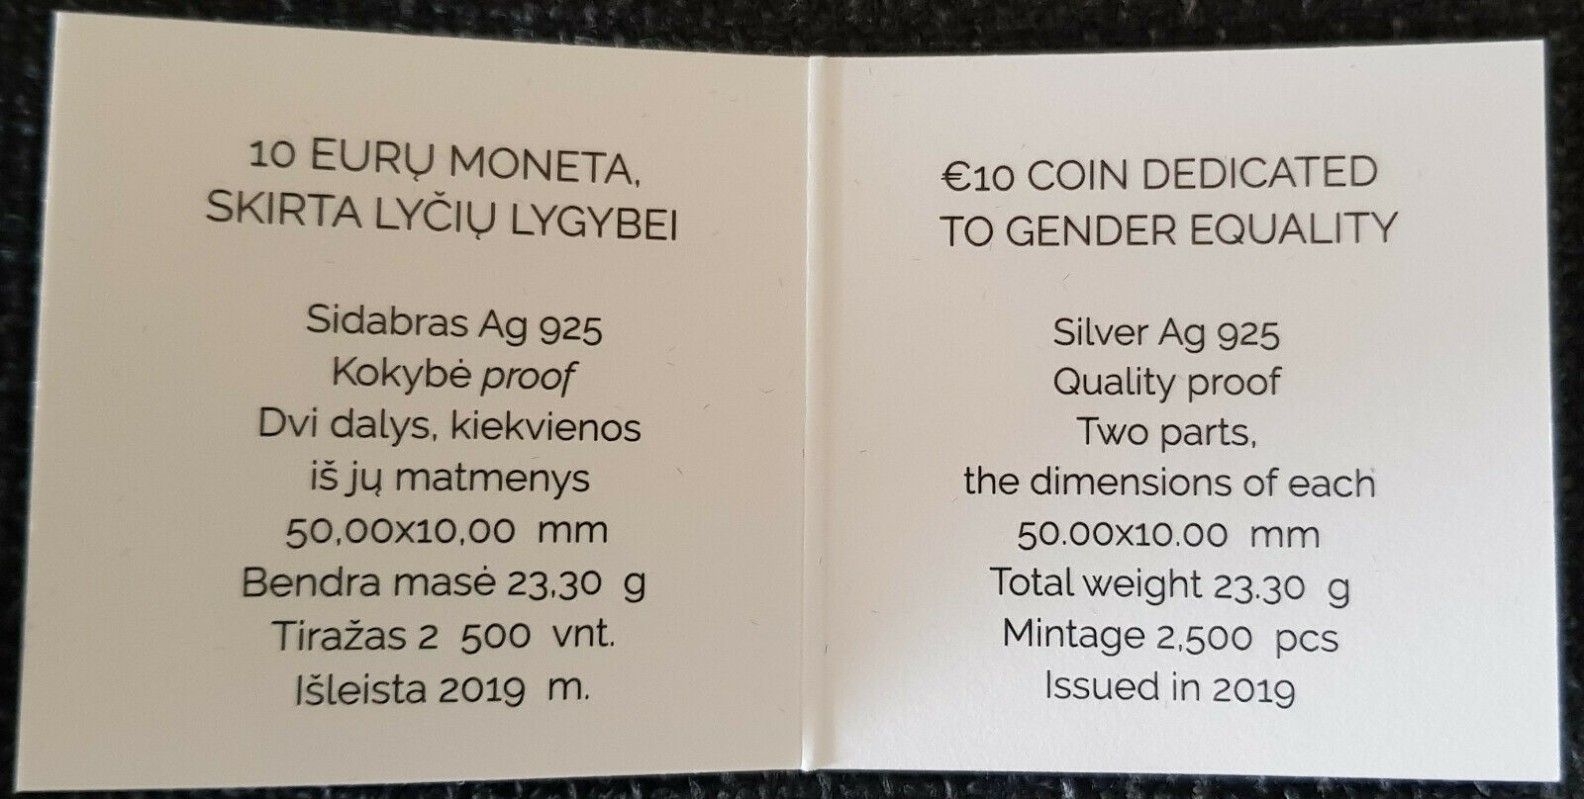 10 EURŲ MONETA,
SKIRTA LYČIŲ LYGYBEI
Sidabras Ag 925
Kokybė proof
Dvi dalys, kiekvienos
iš jų matmenys
50,00x10,00 mm
Bendra masė 23,30 g
Tiražas 2 500 vnt.
Išleista 2019 m.
€10 COIN DEDICATED
TO GENDER EQUALITY
Silver Ag 925
Quality proof
Two parts,
the dimensions of each
50.00x10.00 mm
Total weight 23.30 g
Mintage 2,500 pcs
Issued in 2019